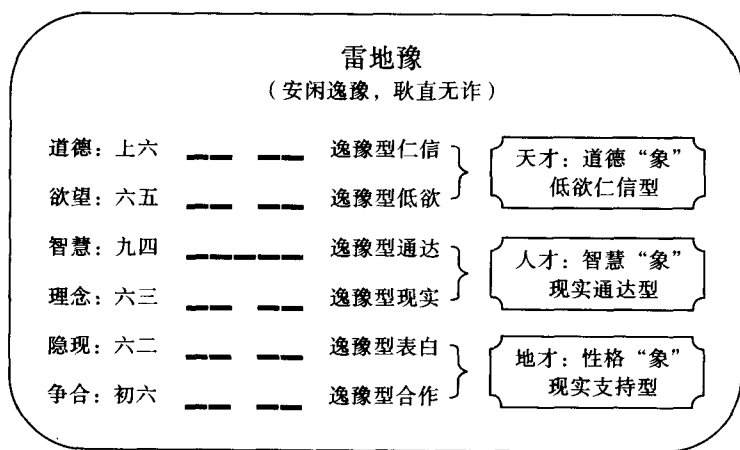 雷地豫
（安闲逸豫，耿直无诈）
道德：上六 逸豫型仁信
欲望：六五 逸豫型低欲
天才：道德“象”
低欲仁信型
智慧：九四 逸豫型通达
理念：六三 逸豫型现实
人才：智慧“象”
现实通达型
隐现：六二 逸豫型表白
争合：初六 逸豫型合作
地才：性格“象”
现实支持型